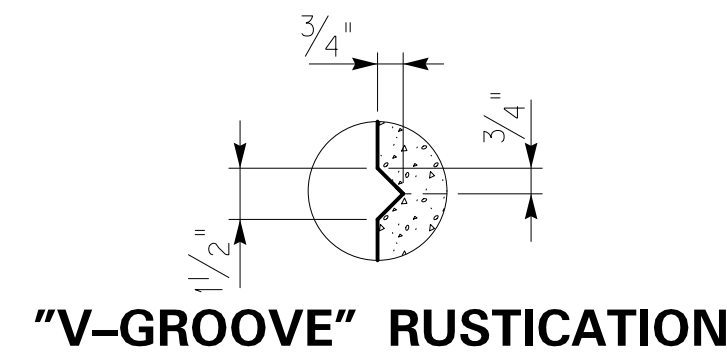 3/4"
3/4"
1 1/2"
"V–GROOVE" RUSTICATION